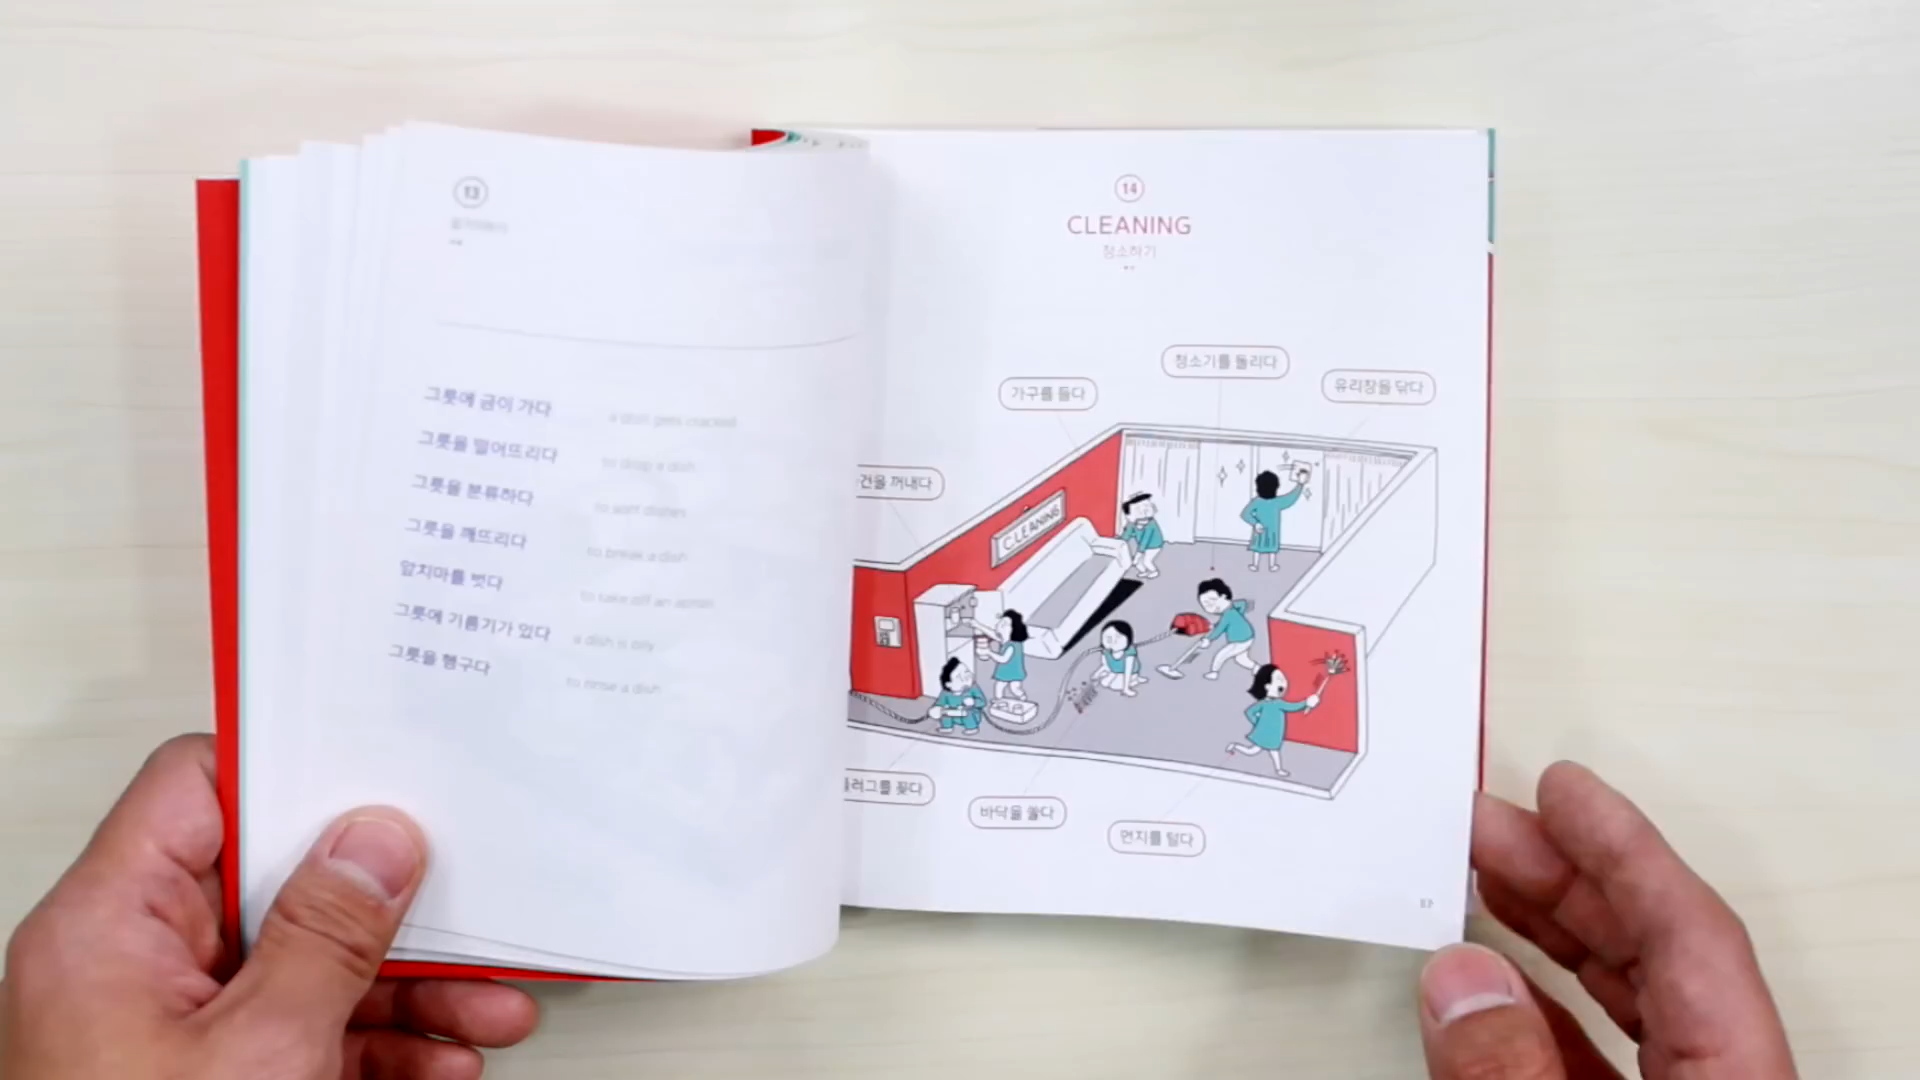 13
그릇에 금이 가다 a dish gets cracked
그릇을 떨어뜨리다 to drop a dish
그릇을 분류하다 to sort dishes
그릇을 깨뜨리다 to break a dish
앞치마를 벗다 to take off an apron
그릇에 기름기가 있다 a dish is oily
그릇을 헹구다 to rinse a dish
14
CLEANING
청소하기
청소기를 돌리다
가구를 들다
유리창을 닦다
건을 꺼내다
CLEANING
러그를 꽂다
바닥을 쓸다
먼지를 털다